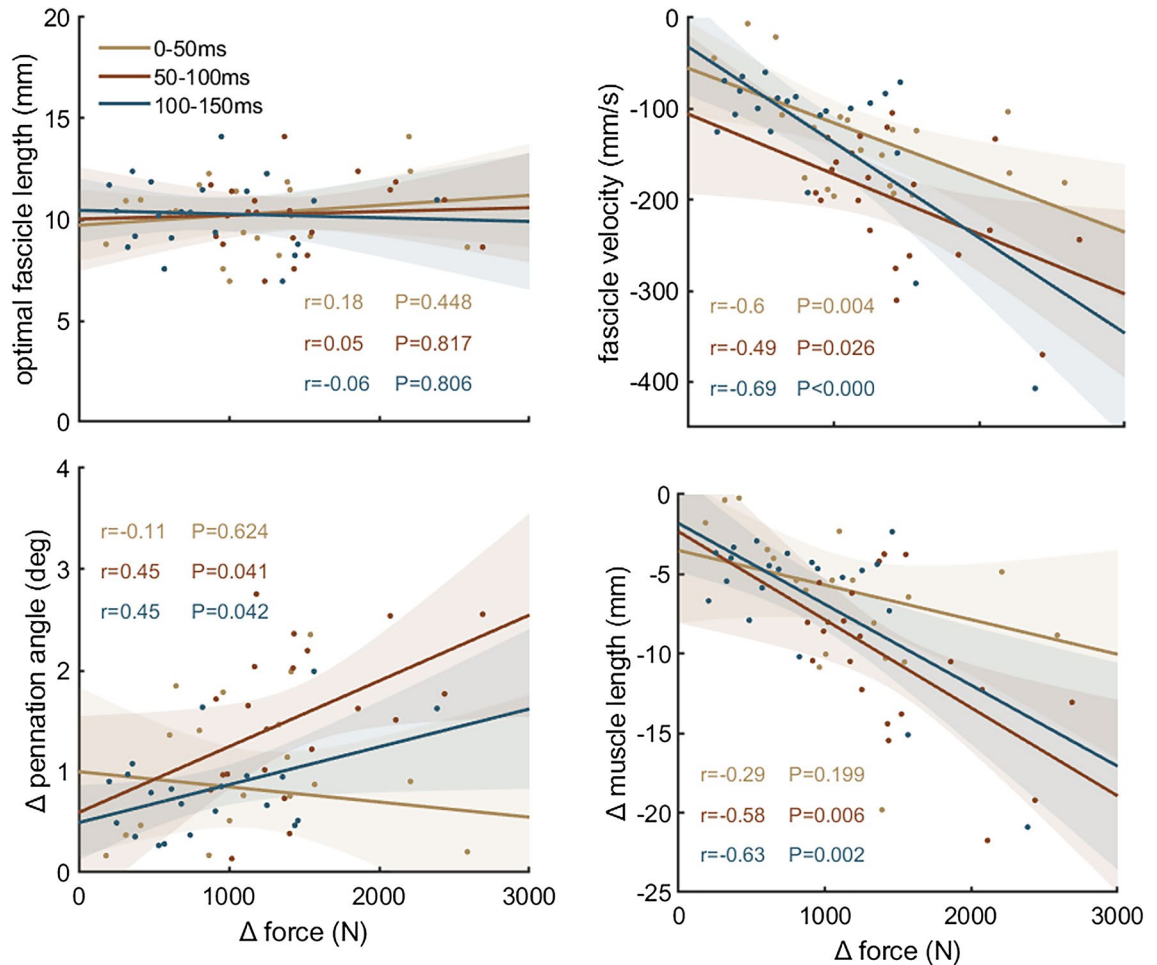 20
15
10
5
0
optimal fascicle length (mm)
0-50ms
50-100ms
100-150ms
r=0.18 P=0.448
r=0.05 P=0.817
r=-0.06 P=0.806
0
-100
-200
-300
-400
fascicle velocity (mm/s)
r=-0.6 P=0.004
r=-0.49 P=0.026
r=-0.69 P<0.000
4
3
2
1
0
Δ pennation angle (deg)
r=-0.11 P=0.624
r=0.45 P=0.041
r=0.45 P=0.042
0 1000 2000 3000
Δ force (N)
0
-5
-10
-15
-20
-25
Δ muscle length (mm)
r=-0.29 P=0.199
r=-0.58 P=0.006
r=-0.63 P=0.002
0 1000 2000 3000
Δ force (N)